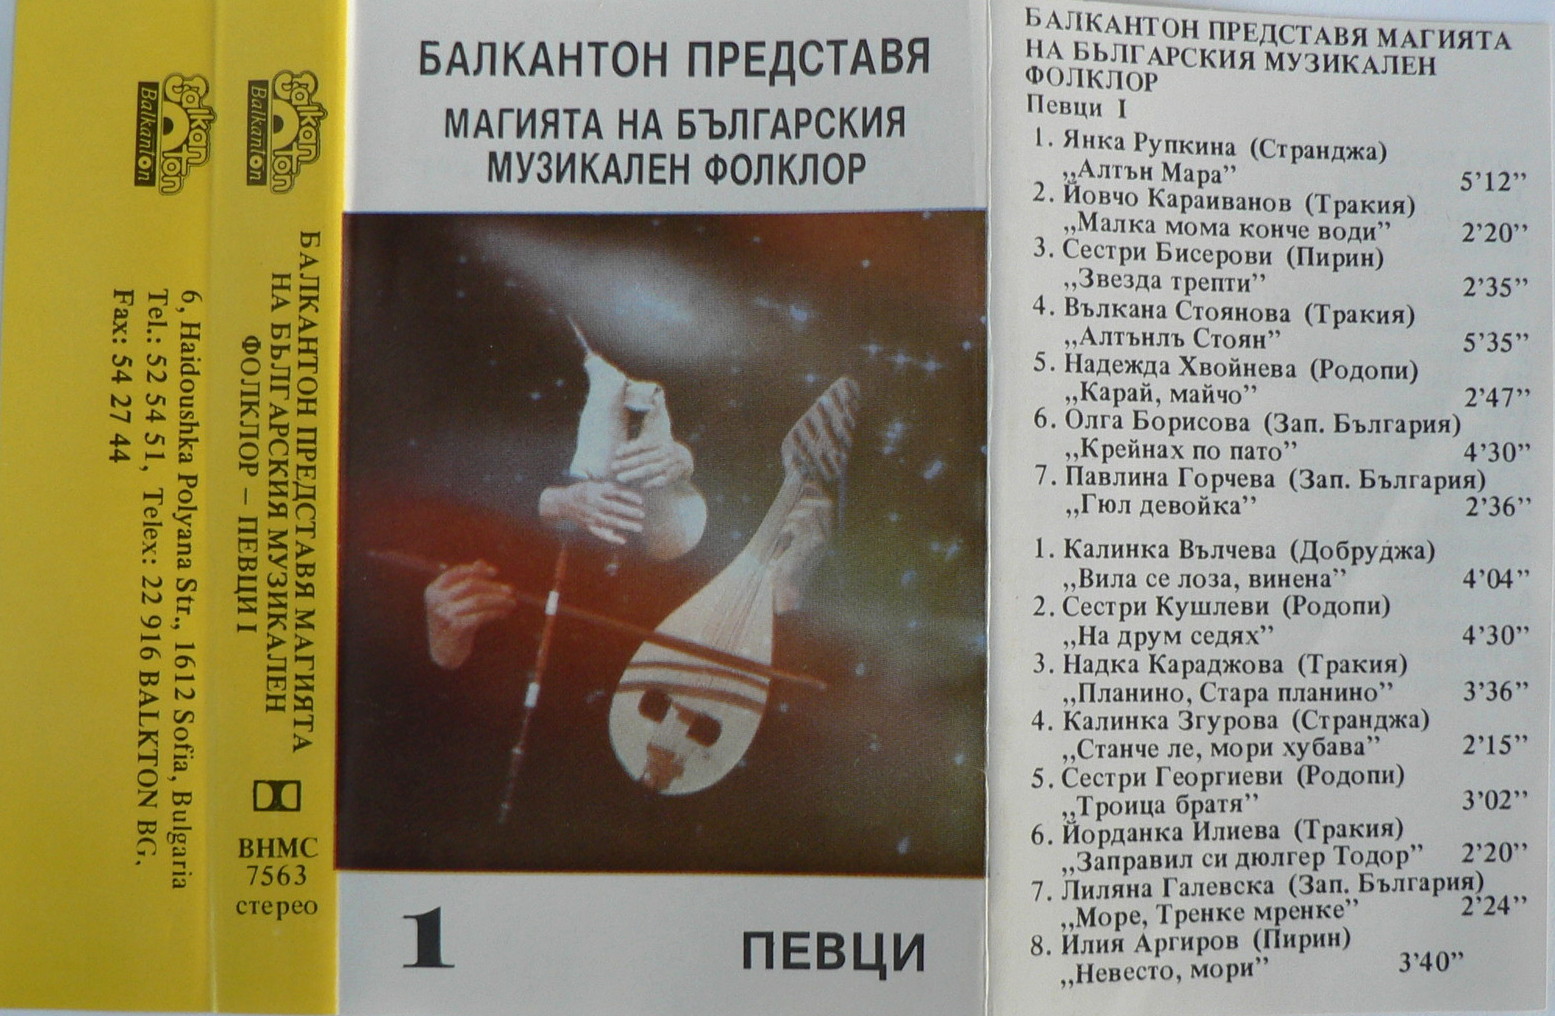 Balkanton
Balkanton
6, Haidoushka Polyana Str., 1612 Sofia, Bulgaria
Tel.: 52 54 51, Telex: 22 916 BALKTON BG,
Fax: 54 27 44
Balkanton
Balkanton
БАЛКАНТОН ПРЕДСТАВЯ МАГИЯТА
НА БЪЛГАРСКИЯ МУЗИКАЛЕН
ФОЛКЛОР – ПЕВЦИ I
ВНМС
7563
стерео
БАЛКАНТОН ПРЕДСТАВЯ
МАГИЯТА НА БЪЛГАРСКИЯ
МУЗИКАЛЕН ФОЛКЛОР
1
ПЕВЦИ
БАЛКАНТОН ПРЕДСТАВЯ МАГИЯТА
НА БЪЛГАРСКИЯ МУЗИКАЛЕН
ФОЛКЛОР
Певци I
1. Янка Рупкина (Странджа)
„Алтън Мара” 5’12”
2. Йовчо Караиванов (Тракия)
„Малка мома конче води” 2’20”
3. Сестри Бисерови (Пирин)
„Звезда трепти” 2’35”
4. Вълкана Стоянова (Тракия)
„Алтънлъ Стоян” 5’35”
5. Надежда Хвойнева (Родопи)
„Карай, майчо” 2’47”
6. Олга Борисова (Зап. България)
„Крейнах по пато” 4’30”
7. Павлина Горчева (Зап. България)
„Гюл девойка” 2’36”
1. Калинка Вълчева (Добруджа)
„Вила се лоза, винена” 4’04”
2. Сестри Кушлеви (Родопи)
„На друм седях” 4’30”
3. Надка Караджова (Тракия)
„Планино, Стара планино” 3’36”
4. Калинка Згурова (Странджа)
„Станче ле, мори хубава” 2’15”
5. Сестри Георгиеви (Родопи)
„Троица братя” 3’02”
6. Йорданка Илиева (Тракия)
„Заправил си дюлгер Тодор” 2’20”
7. Лиляна Галевска (Зап. България)
„Море, Тренке мренке” 2’24”
8. Илия Аргиров (Пирин)
„Невесто, мори” 3’40”